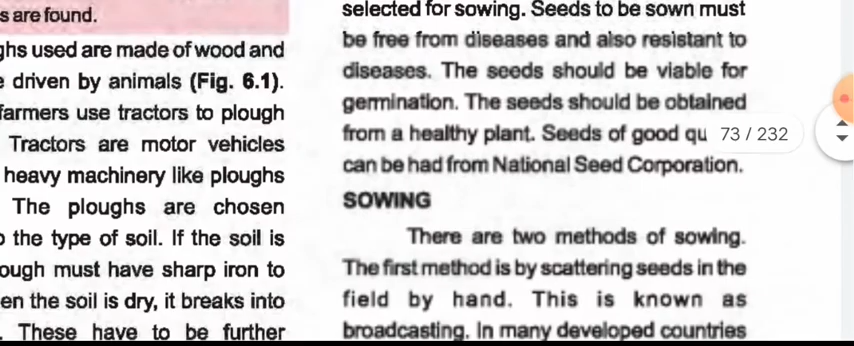 s are found.
ghs used are made of wood and
e driven by animals (Fig. 6.1).
farmers use tractors to plough
Tractors are motor vehicles
heavy machinery like ploughs
The ploughs are chosen
o the type of soil. If the soil is
ough must have sharp iron to
en the soil is dry, it breaks into
. These have to be further
selected for sowing. Seeds to be sown must
be free from diseases and also resistant to
diseases. The seeds should be viable for
germination. The seeds should be obtained
from a healthy plant. Seeds of good qu
can be had from National Seed Corporation.
SOWING
There are two methods of sowing.
The first method is by scattering seeds in the
field by hand. This is known as
broadcasting. In many developed countries
73 / 232